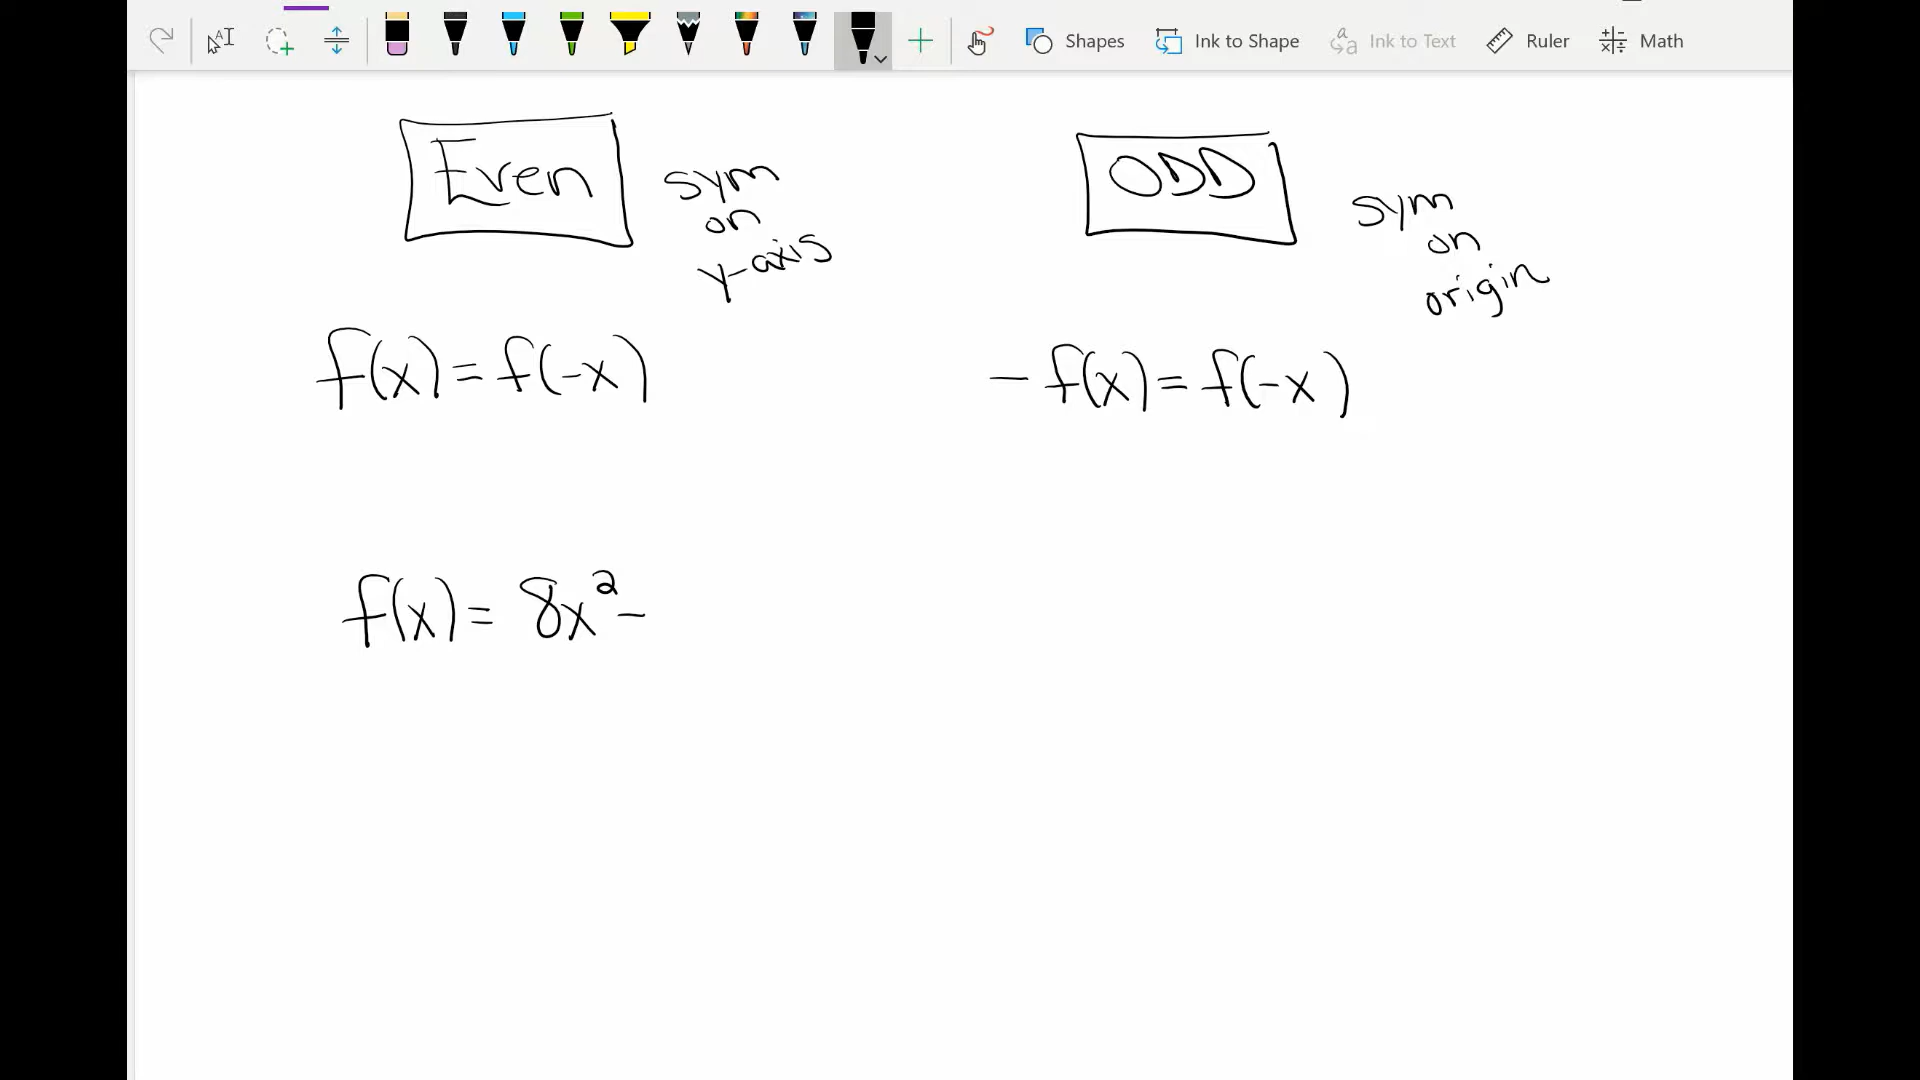 Shapes Ink to Shape Ink to Text Ruler Math
Even
sym
on
y-axis
f(x)=f(-x)
ODD
sym
on
origin
-f(x)=f(-x)
f(x)= 8x²-